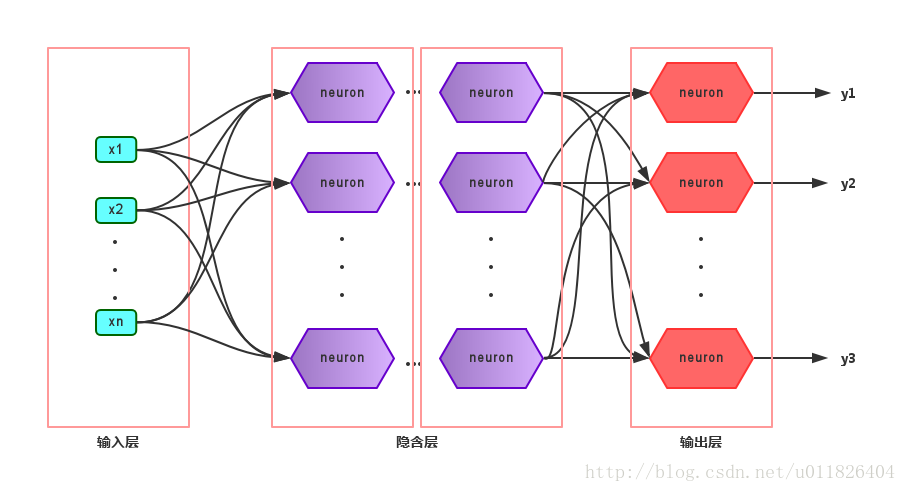 neuron neuron neuron y1
x1
neuron neuron neuron y2
x2
xn
neuron neuron neuron y3
输入层 隐含层 输出层
http://blog.csdn.net/u011826404